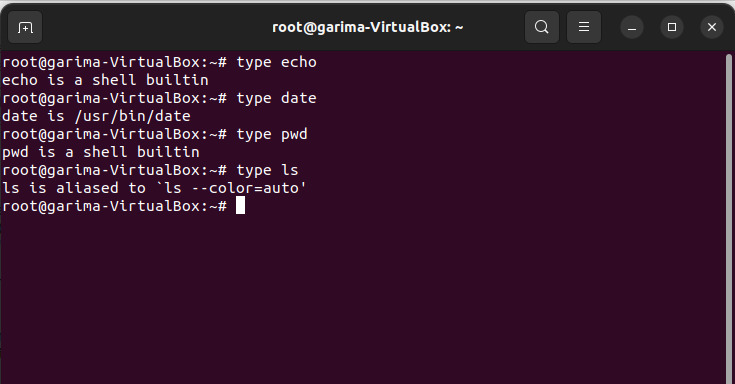 root@garima-VirtualBox: ~
root@garima-VirtualBox:~# type echo
echo is a shell builtin
root@garima-VirtualBox:~# type date
date is /usr/bin/date
root@garima-VirtualBox:~# type pwd
pwd is a shell builtin
root@garima-VirtualBox:~# type ls
ls is aliased to `ls --color=auto'
root@garima-VirtualBox:~#